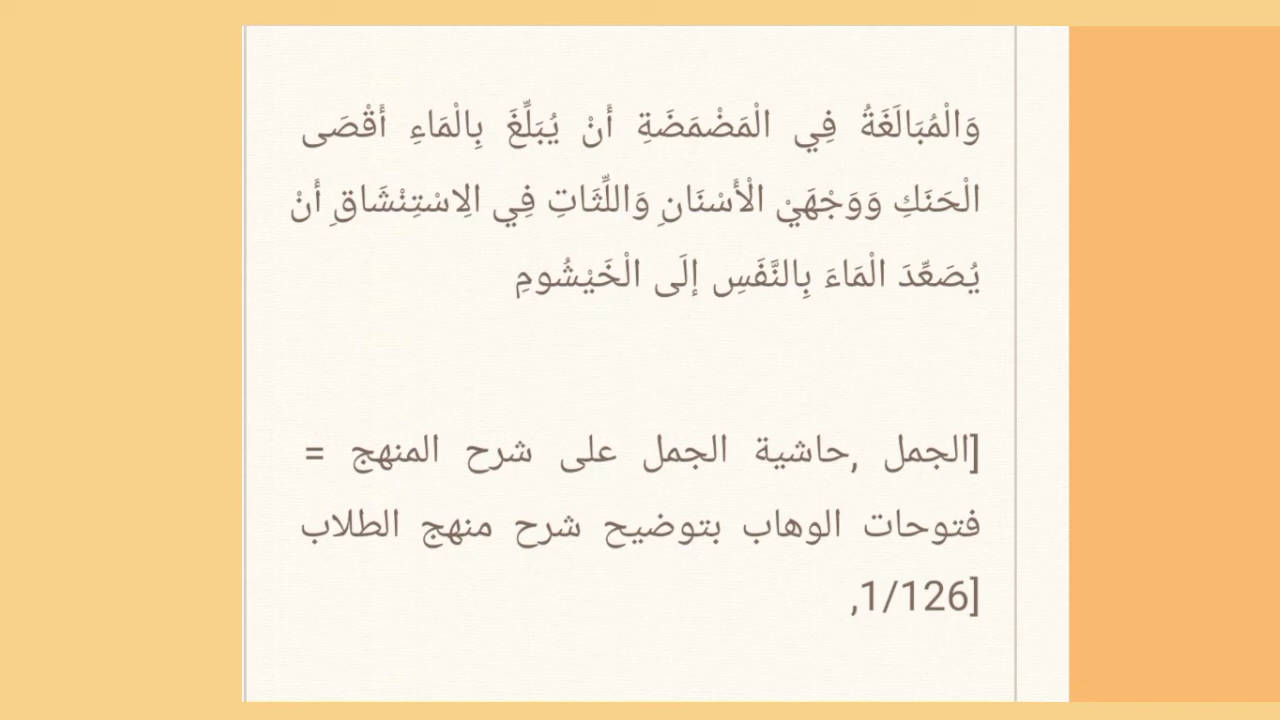 وَالْمُبَالَغَةُ فِي الْمَضْمَضَةِ أَنْ يُبَلِّغَ بِالْمَاءِ أَقْصَى
الْحَنَكِ وَوَجْهَيْ الْأَسْنَانِ وَاللِّثَاتِ فِي الِاسْتِنْشَاقِ أَنْ
يُصَعِّدَ الْمَاءَ بِالنَّفَسِ إلَى الْخَيْشُومِ
[الجمل ,حاشية الجمل على شرح المنهج =
فتوحات الوهاب بتوضيح شرح منهج الطلاب
,1/126]